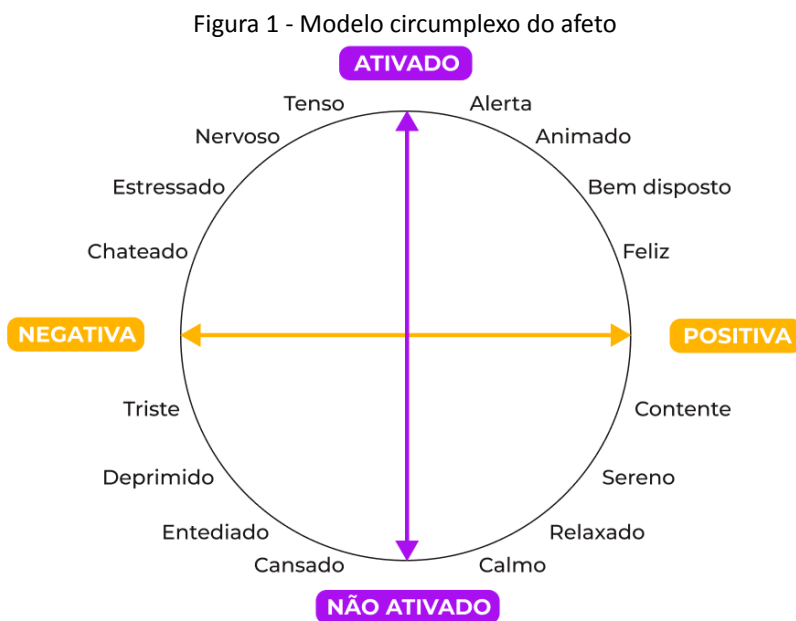 Figura 1 - Modelo circumplexo do afeto
ATIVADO
Tenso
Alerta
Nervoso
Animado
Estressado
Bem disposto
Chateado
Feliz
NEGATIVA
POSITIVA
Triste
Contente
Deprimido
Sereno
Entediado
Relaxado
Cansado
Calmo
NÃO ATIVADO